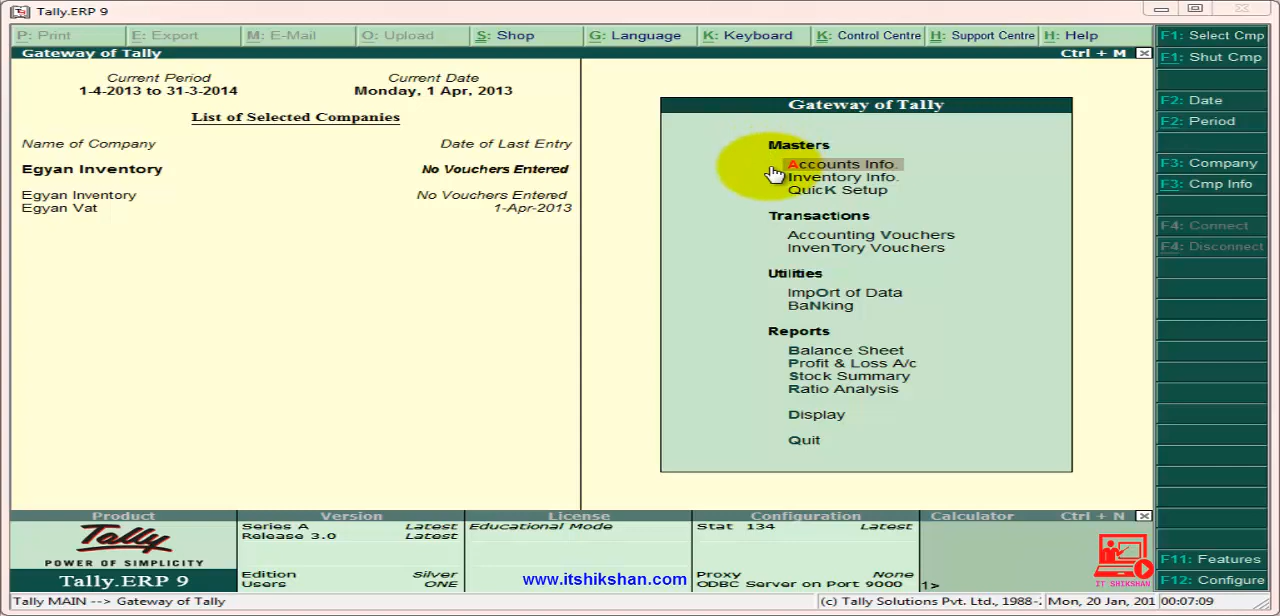 Tally.ERP 9
P: Print E: Export M: E-Mail O: Upload S: Shop G: Language K: Keyboard K: Control Centre H: Support Centre H: Help
Gateway of Tally Ctrl + M
Current Period Current Date
1-4-2013 to 31-3-2014 Monday, 1 Apr, 2013
List of Selected Companies
Name of Company Date of Last Entry
Egyan Inventory No Vouchers Entered
Egyan Inventory No Vouchers Entered
Egyan Vat 1-Apr-2013
Gateway of Tally
Masters
Accounts Info.
Inventory Info.
QuicK Setup
Transactions
Accounting Vouchers
InvenTory Vouchers
Utilities
ImpOrt of Data
BaNking
Reports
Balance Sheet
Profit & Loss A/c
Stock Summary
Ratio Analysis
Display
Quit
F1: Select Cmp
F1: Shut Cmp
F2: Date
F2: Period
F3: Company
F3: Cmp Info
F4: Connect
F4: Disconnect
F11: Features
F12: Configure
Product Version License Configuration Calculator Ctrl + N
Tally
POWER OF SIMPLICITY
Tally.ERP 9
Series A Latest
Release 3.0 Latest
Edition Silver
Users ONE
Educational Mode
www.itshikshan.com
Stat 134 Latest
Proxy None
ODBC Server on Port 9000
1>
IT SHIKSHAN
Tally MAIN --> Gateway of Tally (c) Tally Solutions Pvt. Ltd., 1988-2 Mon, 20 Jan, 201 00:07:09